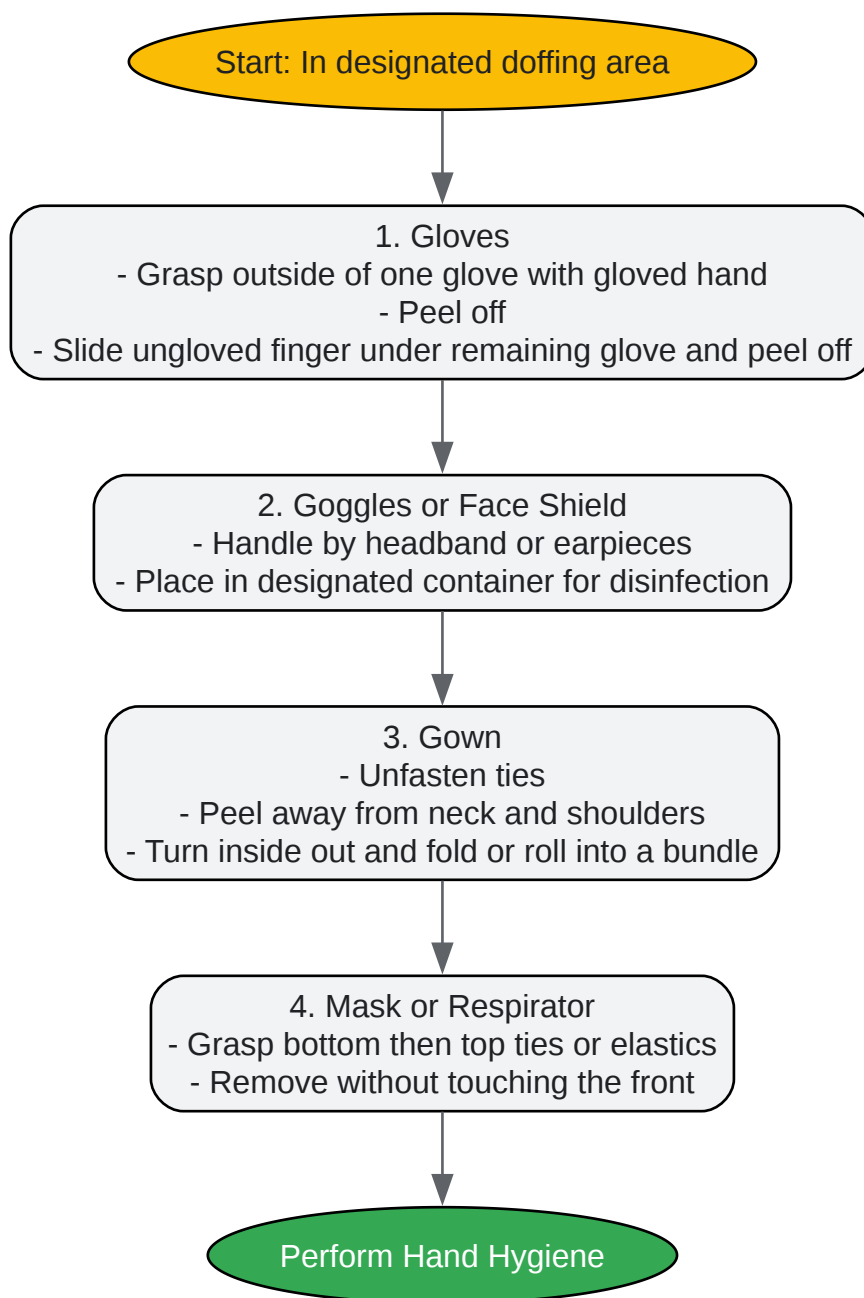 Start: In designated doffing area
1. Gloves
- Grasp outside of one glove with gloved hand
- Peel off
- Slide ungloved finger under remaining glove and peel off
2. Goggles or Face Shield
- Handle by headband or earpieces
- Place in designated container for disinfection
3. Gown
- Unfasten ties
- Peel away from neck and shoulders
- Turn inside out and fold or roll into a bundle
4. Mask or Respirator
- Grasp bottom then top ties or elastics
- Remove without touching the front
Perform Hand Hygiene